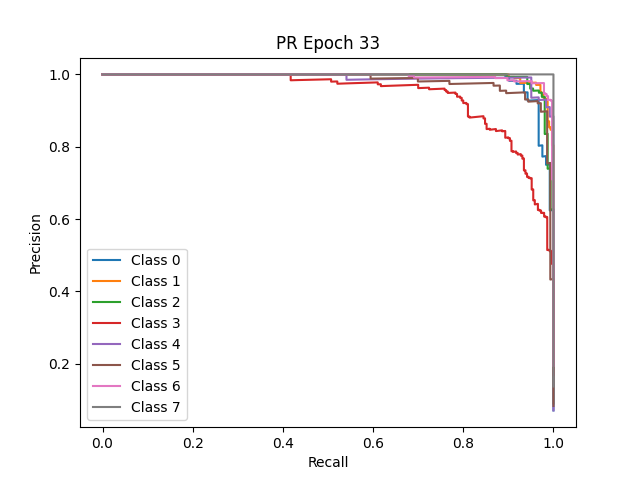 PR Epoch 33
Precision
1.0
0.8
0.6
0.4
0.2
Class 0
Class 1
Class 2
Class 3
Class 4
Class 5
Class 6
Class 7
0.0 0.2 0.4 0.6 0.8 1.0
Recall